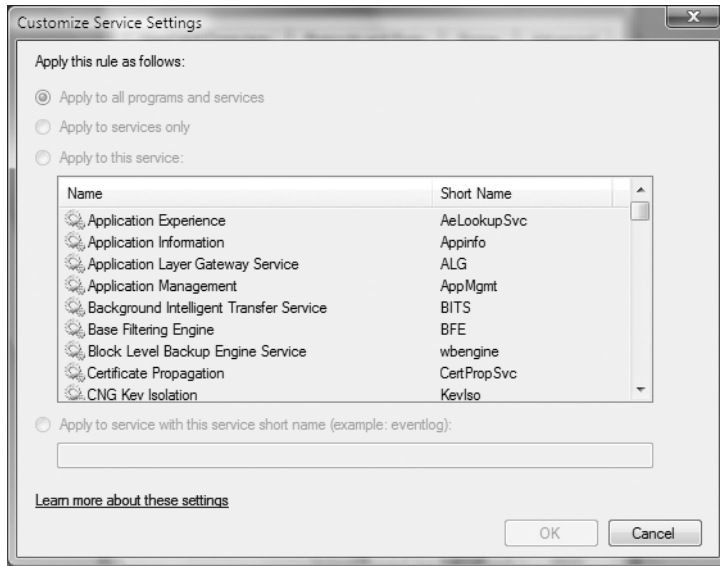 Customize Service Settings
Apply this rule as follows:
Apply to all programs and services
Apply to services only
Apply to this service:
Name Short Name
Application Experience AeLookupSvc
Application Information Appinfo
Application Layer Gateway Service ALG
Application Management AppMgmt
Background Intelligent Transfer Service BITS
Base Filtering Engine BFE
Block Level Backup Engine Service wbengine
Certificate Propagation CertPropSvc
CNG Key Isolation KeyIso
Apply to service with this service short name (example: eventlog):
Learn more about these settings
OK Cancel